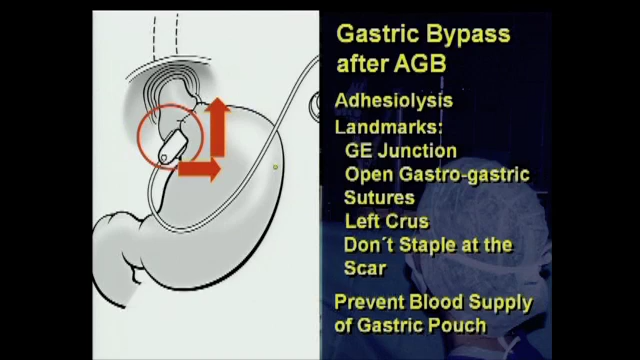 Gastric Bypass
after AGB
Adhesiolysis
Landmarks:
GE Junction
Open Gastro-gastric
Sutures
Left Crus
Don´t Staple at the
Scar
Prevent Blood Supply
of Gastric Pouch